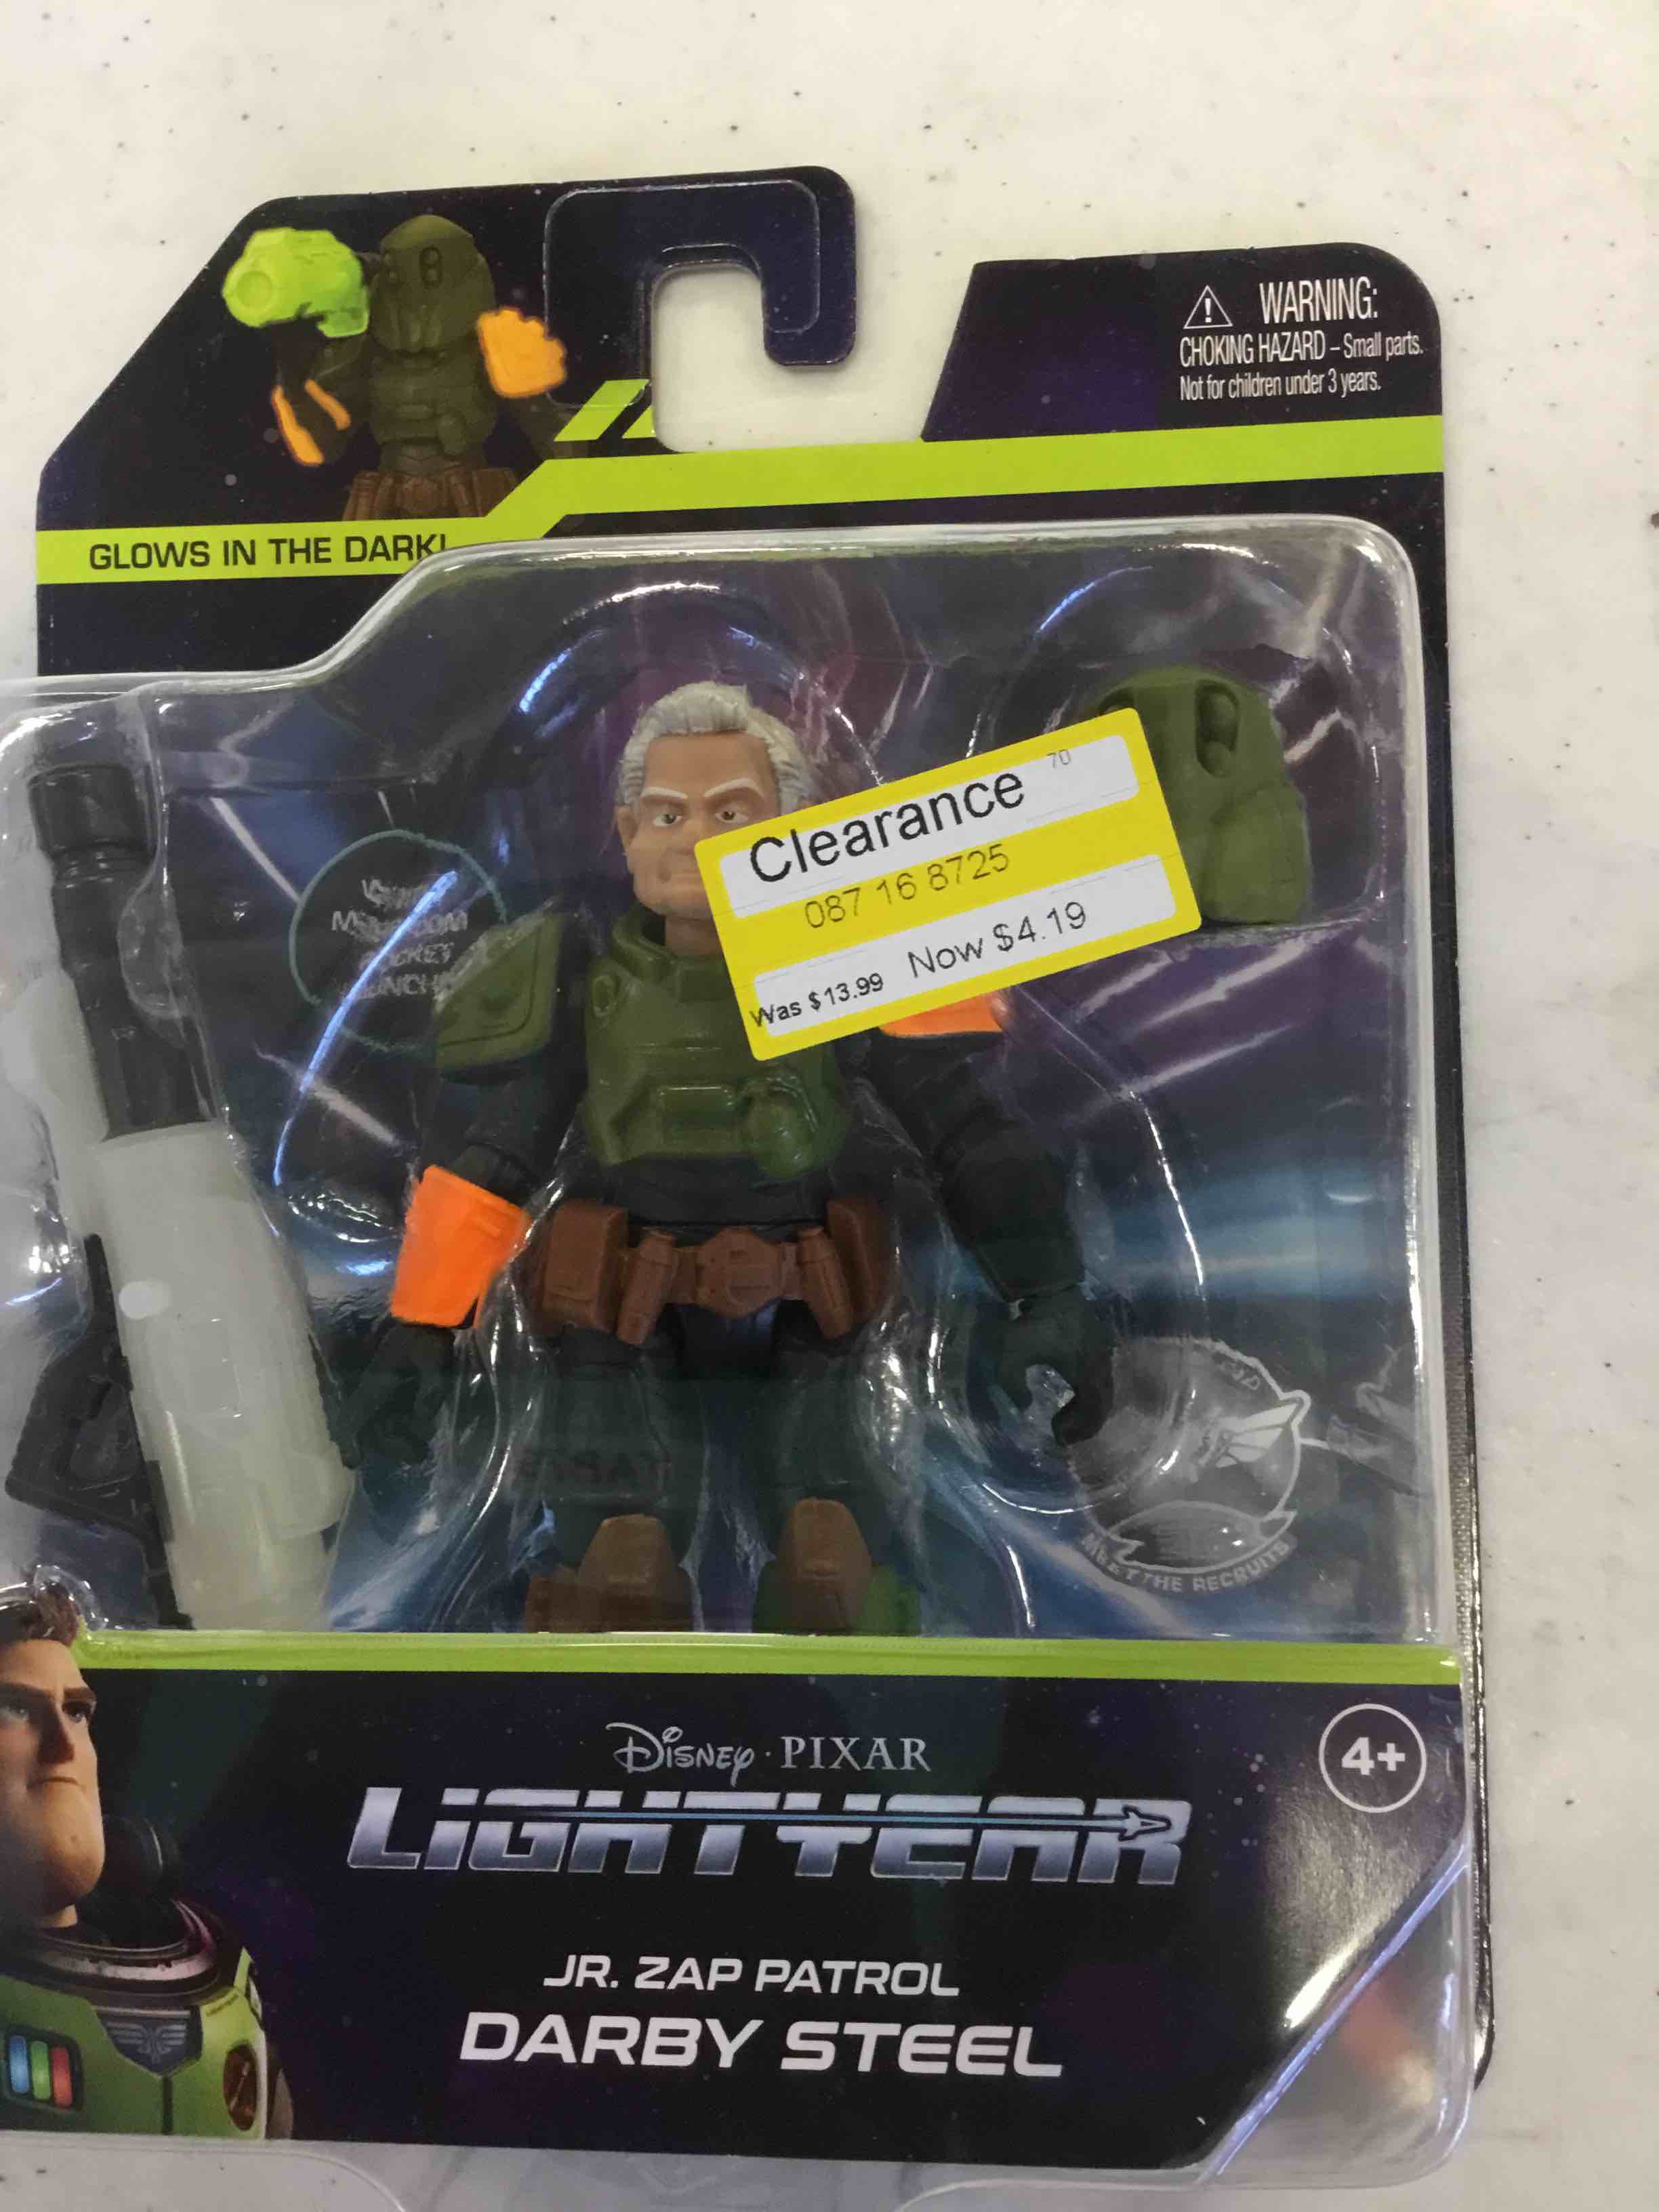 WARNING:
CHOKING HAZARD – Small parts.
Not for children under 3 years.
GLOWS IN THE DARK!
Clearance 70
087 16 8725
Was $13.99 Now $4.19
MEET THE RECRUITS
4+
Disney · PIXAR
LIGHTYEAR
JR. ZAP PATROL
DARBY STEEL